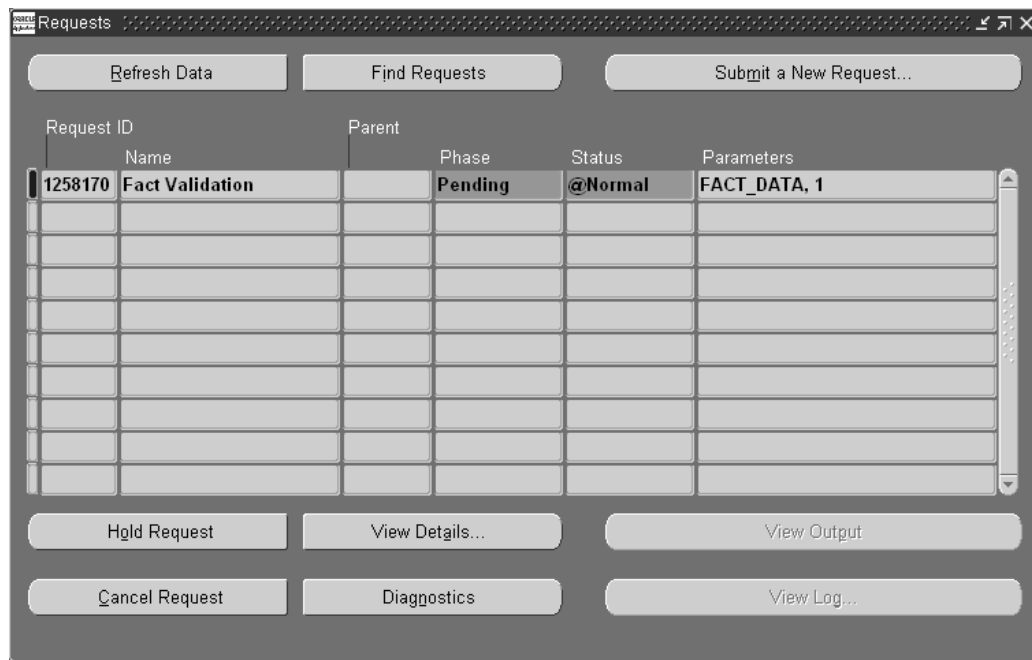 ORACLE Requests
Refresh Data Find Requests Submit a New Request...
Request ID Parent
Name Phase Status Parameters
1258170 Fact Validation Pending @Normal FACT_DATA, 1
Hold Request View Details... View Output
Cancel Request Diagnostics View Log...